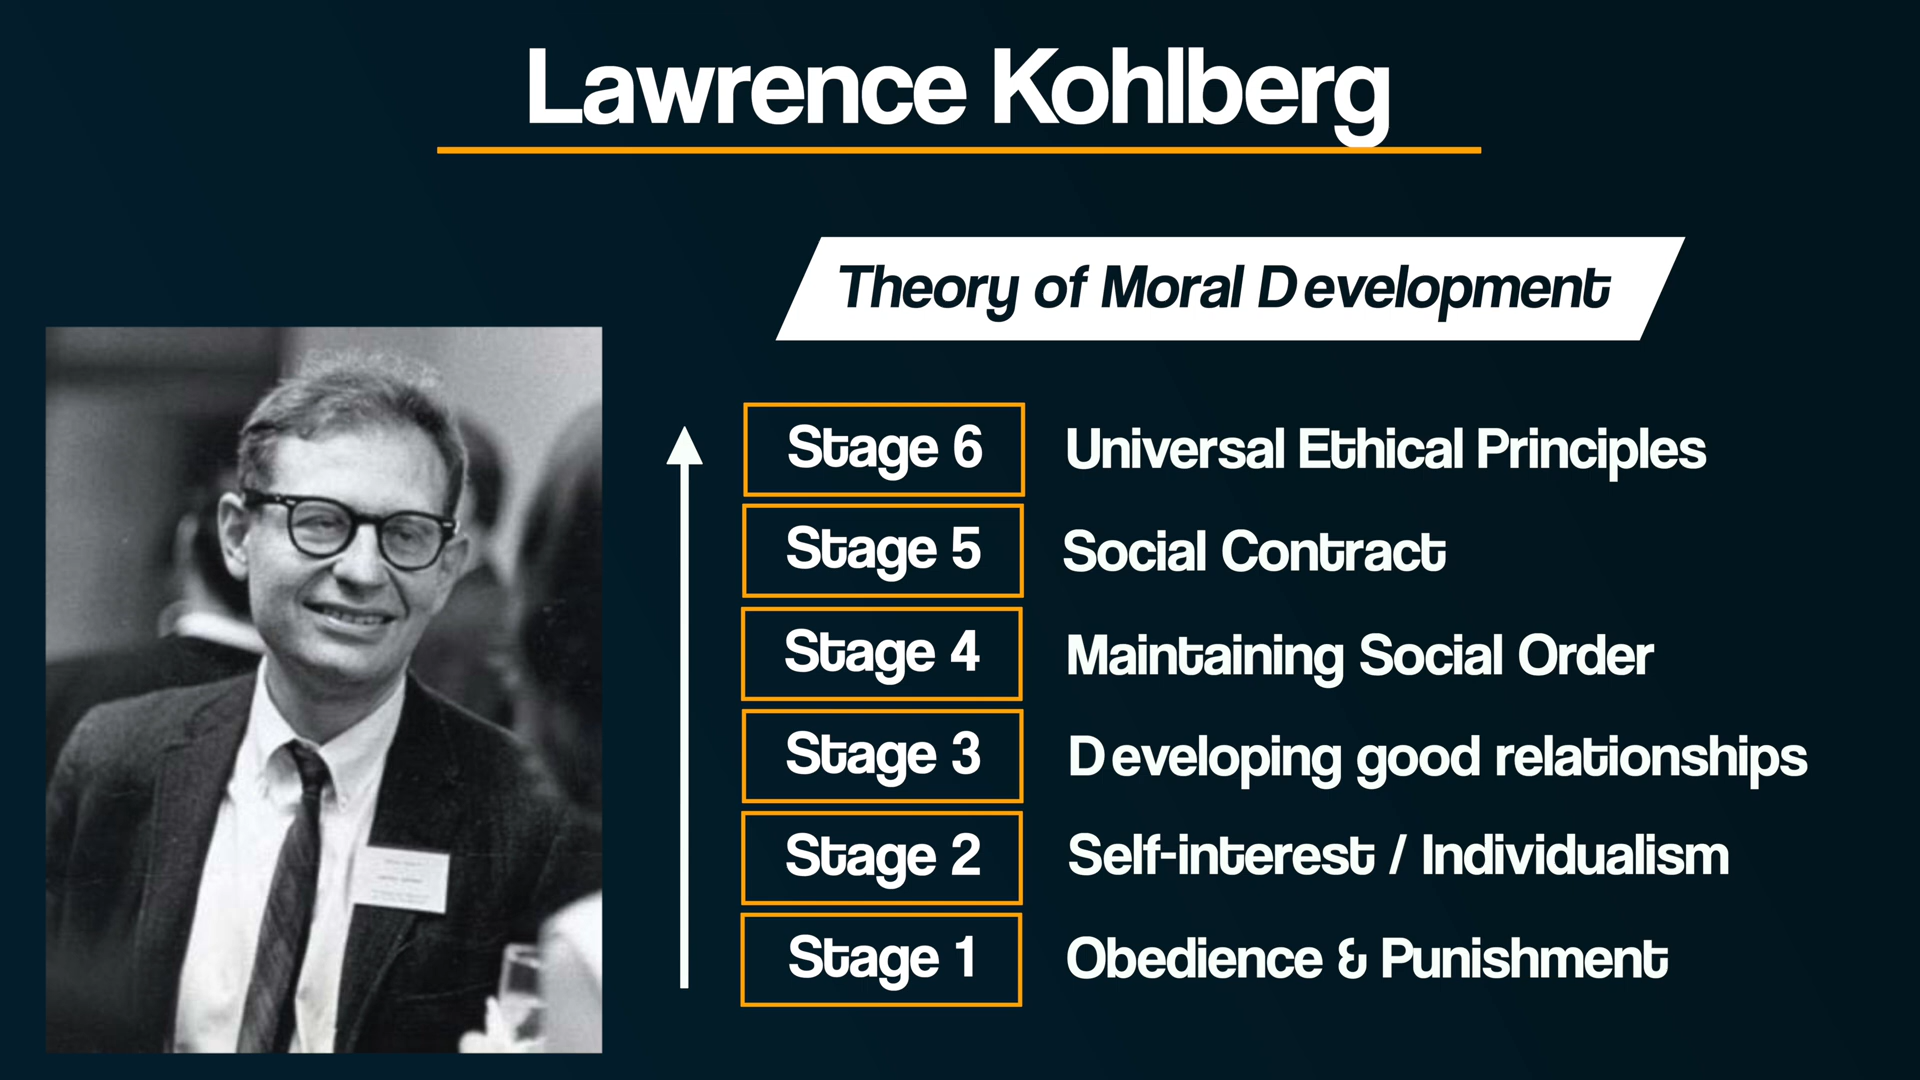 Lawrence Kohlberg
Theory of Moral Development
Stage 6 Universal Ethical Principles
Stage 5 Social Contract
Stage 4 Maintaining Social Order
Stage 3 Developing good relationships
Stage 2 Self-interest / Individualism
Stage 1 Obedience & Punishment